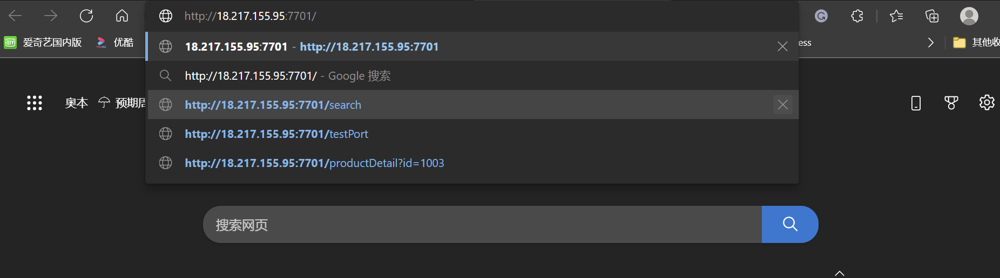 http://18.217.155.95:7701/
爱奇艺国内版 优酷
18.217.155.95:7701 - http://18.217.155.95:7701
ess
其他收
http://18.217.155.95:7701/ - Google 搜索
奥本 预期居
http://18.217.155.95:7701/search
http://18.217.155.95:7701/testPort
http://18.217.155.95:7701/productDetail?id=1003
搜索网页